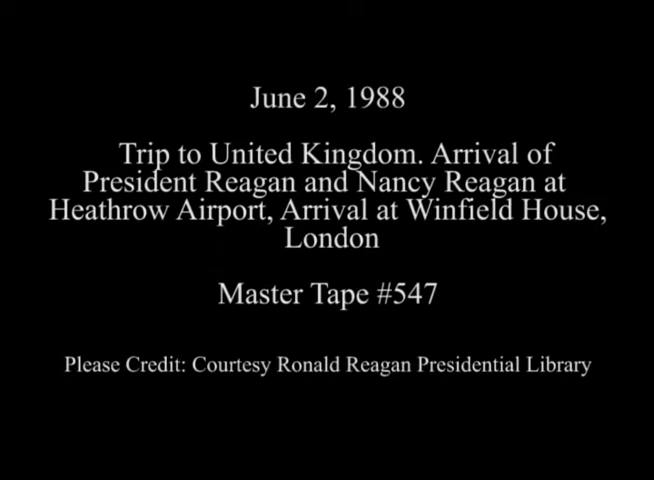 June 2, 1988
Trip to United Kingdom. Arrival of
President Reagan and Nancy Reagan at
Heathrow Airport, Arrival at Winfield House,
London
Master Tape #547
Please Credit: Courtesy Ronald Reagan Presidential Library